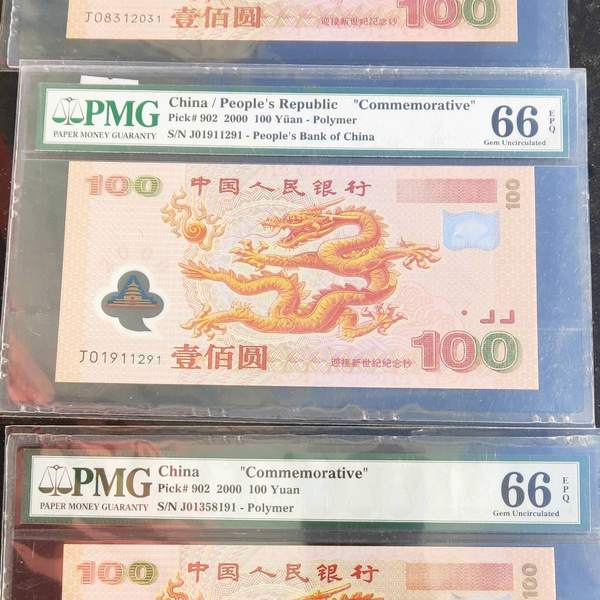 J08312031
壹佰圆
迎接新世纪纪念钞
100
PMG
PAPER MONEY GUARANTY
China / People's Republic "Commemorative"
Pick# 902 2000 100 Yüan - Polymer
S/N J01911291 - People's Bank of China
66 EPQ
Gem Uncirculated
100
中国人民银行
100
J01911291
壹佰圆
迎接新世纪纪念钞
100
PMG
PAPER MONEY GUARANTY
China "Commemorative"
Pick# 902 2000 100 Yuan
S/N J01358191 - Polymer
66 EPQ
Gem Uncirculated
100
中国人民银行
100